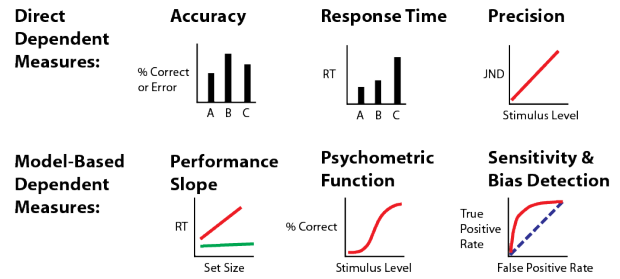 Direct
Dependent
Measures:
Accuracy
% Correct
or Error
A B C
Response Time
RT
A B C
Precision
JND
Stimulus Level
Model-Based
Dependent
Measures:
Performance
Slope
RT
Set Size
Psychometric
Function
% Correct
Stimulus Level
Sensitivity &
Bias Detection
True
Positive
Rate
False Positive Rate